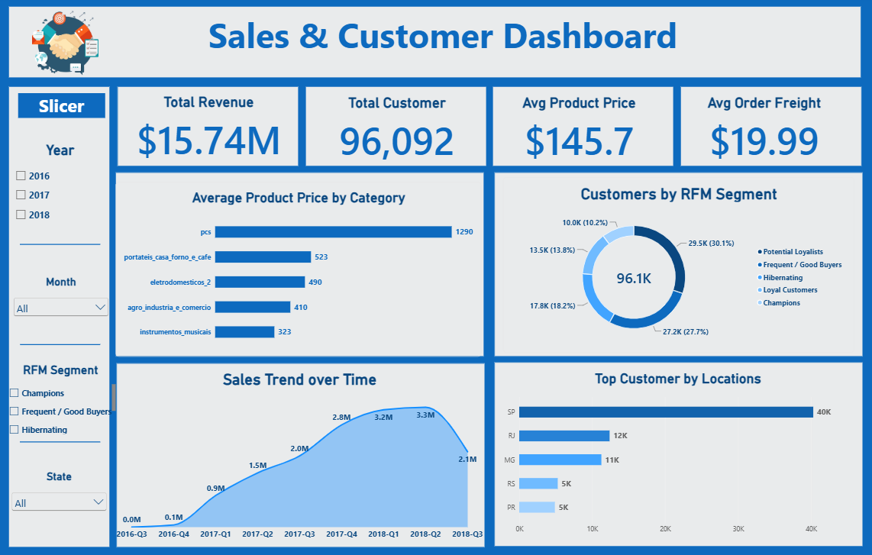 Sales & Customer Dashboard
Slicer
Year
2016
2017
2018
Month
All
RFM Segment
Champions
Frequent / Good Buyers
Hibernating
State
All
Total Revenue
$15.74M
Total Customer
96,092
Avg Product Price
$145.7
Avg Order Freight
$19.99
Average Product Price by Category
pcs 1290
portateis_casa_forno_e_cafe 523
eletrodomesticos_2 490
agro_industria_e_comercio 410
instrumentos_musicais 323
Customers by RFM Segment
10.0K (10.2%)
29.5K (30.1%)
13.5K (13.8%)
96.1K
17.8K (18.2%)
27.2K (27.7%)
Potential Loyalists
Frequent / Good Buyers
Hibernating
Loyal Customers
Champions
Sales Trend over Time
0.0M 0.1M 0.9M 1.5M 2.0M 2.8M 3.2M 3.3M 2.1M
2016-Q3 2016-Q4 2017-Q1 2017-Q2 2017-Q3 2017-Q4 2018-Q1 2018-Q2 2018-Q3
Top Customer by Locations
SP 40K
RJ 12K
MG 11K
RS 5K
PR 5K
0K 10K 20K 30K 40K